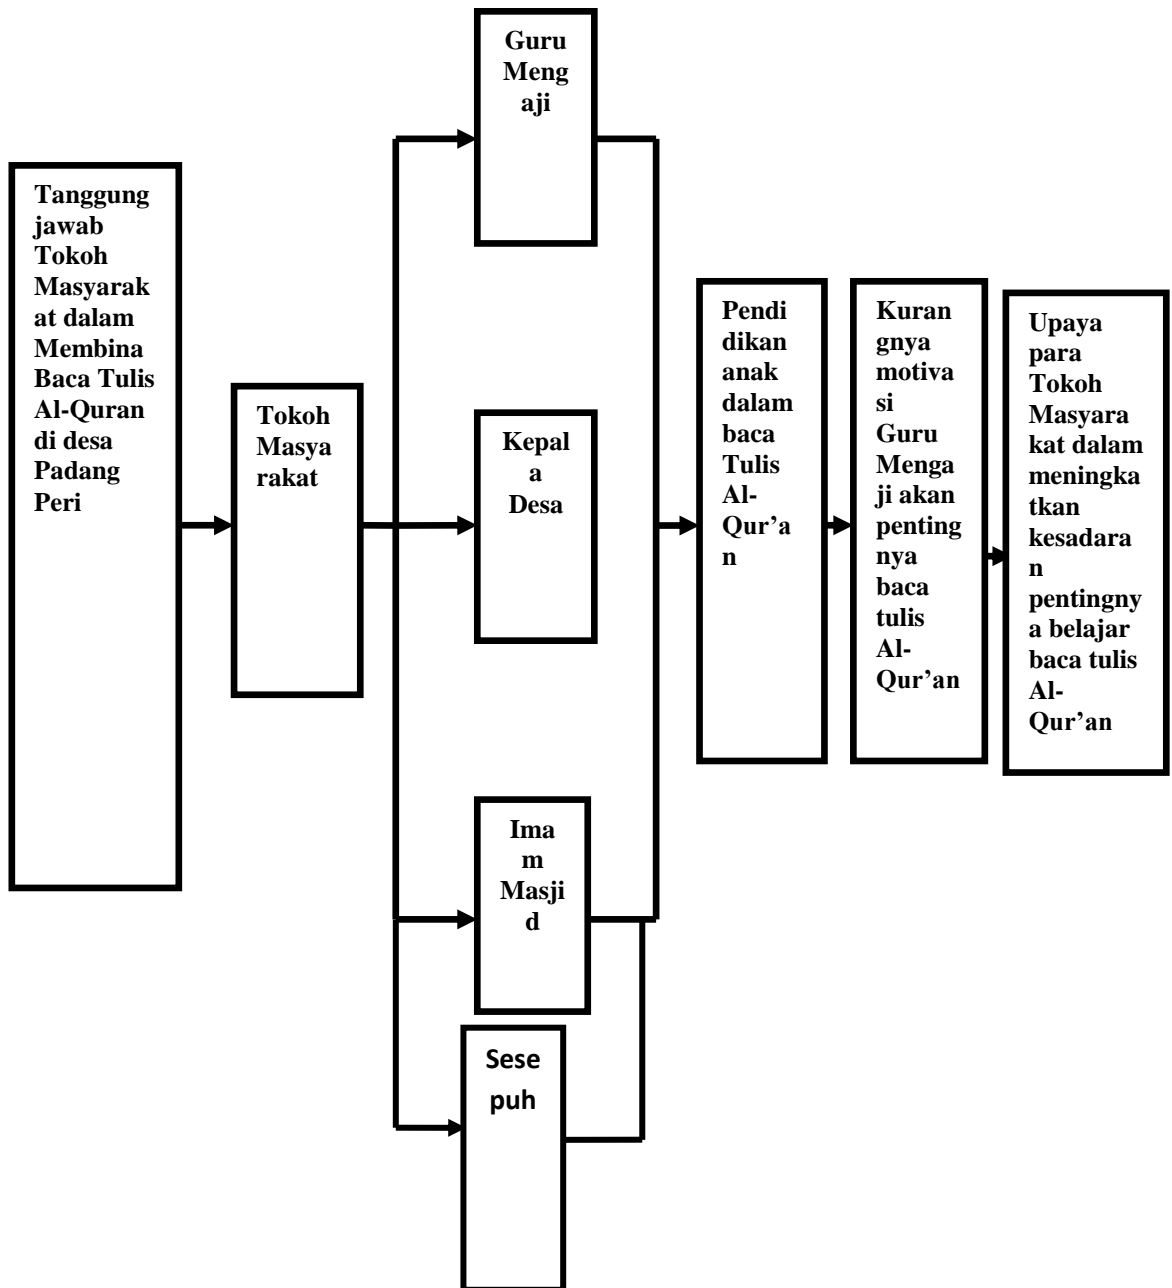 Tanggung
jawab
Tokoh
Masyarak
at dalam
Membina
Baca Tulis
Al-Quran
di desa
Padang
Peri
Tokoh
Masya
rakat
Guru
Meng
aji
Kepal
a
Desa
Ima
m
Masji
d
Sese
puh
Pendi
dikan
anak
dalam
baca
Tulis
Al-
Qur’a
n
Kuran
gnya
motiva
si
Guru
Menga
ji akan
penting
nya
baca
tulis
Al-
Qur’an
Upaya
para
Tokoh
Masyara
kat dalam
meningka
tkan
kesadara
n
pentingny
a belajar
baca tulis
Al-
Qur’an